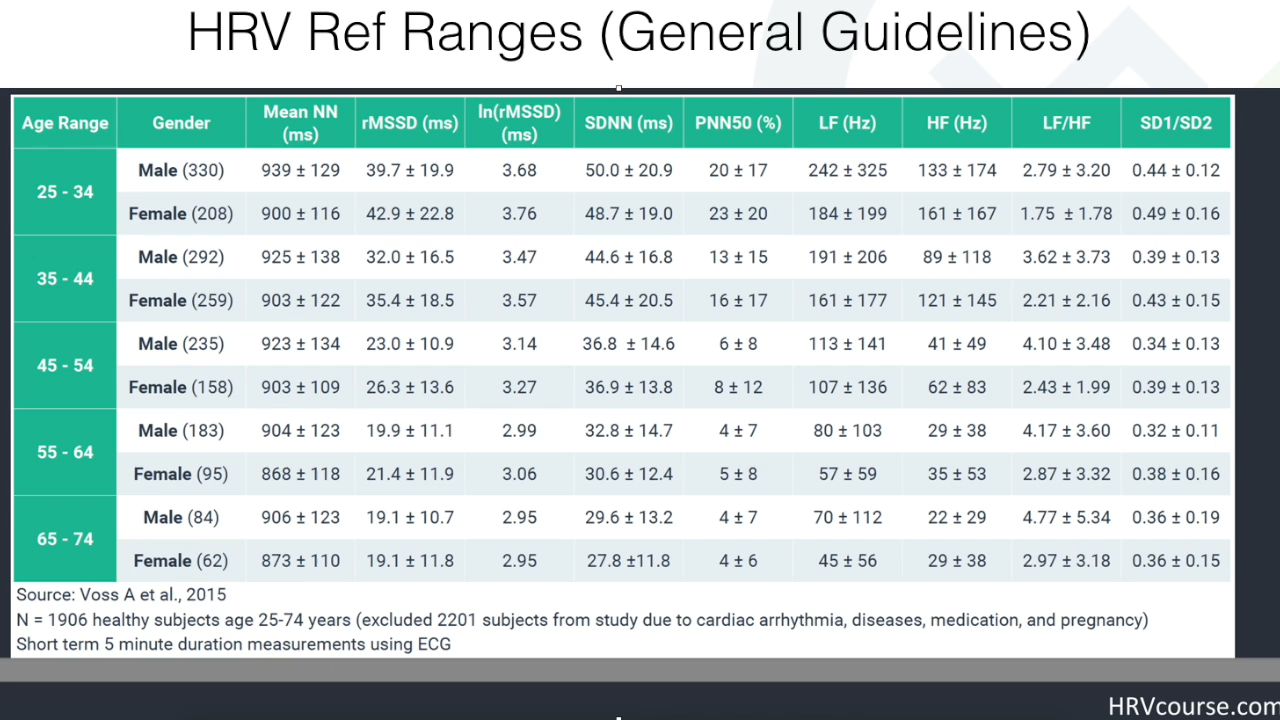 HRV Ref Ranges (General Guidelines)
Age Range Gender Mean NN (ms) rMSSD (ms) ln(rMSSD) (ms) SDNN (ms) PNN50 (%) LF (Hz) HF (Hz) LF/HF SD1/SD2
25 - 34 Male (330) 939 ± 129 39.7 ± 19.9 3.68 50.0 ± 20.9 20 ± 17 242 ± 325 133 ± 174 2.79 ± 3.20 0.44 ± 0.12
Female (208) 900 ± 116 42.9 ± 22.8 3.76 48.7 ± 19.0 23 ± 20 184 ± 199 161 ± 167 1.75 ± 1.78 0.49 ± 0.16
35 - 44 Male (292) 925 ± 138 32.0 ± 16.5 3.47 44.6 ± 16.8 13 ± 15 191 ± 206 89 ± 118 3.62 ± 3.73 0.39 ± 0.13
Female (259) 903 ± 122 35.4 ± 18.5 3.57 45.4 ± 20.5 16 ± 17 161 ± 177 121 ± 145 2.21 ± 2.16 0.43 ± 0.15
45 - 54 Male (235) 923 ± 134 23.0 ± 10.9 3.14 36.8 ± 14.6 6 ± 8 113 ± 141 41 ± 49 4.10 ± 3.48 0.34 ± 0.13
Female (158) 903 ± 109 26.3 ± 13.6 3.27 36.9 ± 13.8 8 ± 12 107 ± 136 62 ± 83 2.43 ± 1.99 0.39 ± 0.13
55 - 64 Male (183) 904 ± 123 19.9 ± 11.1 2.99 32.8 ± 14.7 4 ± 7 80 ± 103 29 ± 38 4.17 ± 3.60 0.32 ± 0.11
Female (95) 868 ± 118 21.4 ± 11.9 3.06 30.6 ± 12.4 5 ± 8 57 ± 59 35 ± 53 2.87 ± 3.32 0.38 ± 0.16
65 - 74 Male (84) 906 ± 123 19.1 ± 10.7 2.95 29.6 ± 13.2 4 ± 7 70 ± 112 22 ± 29 4.77 ± 5.34 0.36 ± 0.19
Female (62) 873 ± 110 19.1 ± 11.8 2.95 27.8 ±11.8 4 ± 6 45 ± 56 29 ± 38 2.97 ± 3.18 0.36 ± 0.15
Source: Voss A et al., 2015
N = 1906 healthy subjects age 25-74 years (excluded 2201 subjects from study due to cardiac arrhythmia, diseases, medication, and pregnancy)
Short term 5 minute duration measurements using ECG
HRVcourse.com